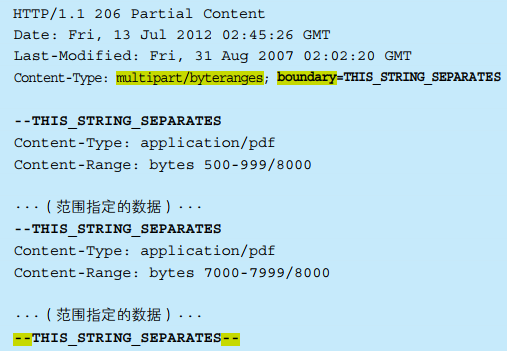 HTTP/1.1 206 Partial Content
Date: Fri, 13 Jul 2012 02:45:26 GMT
Last-Modified: Fri, 31 Aug 2007 02:02:20 GMT
Content-Type: multipart/byteranges; boundary=THIS_STRING_SEPARATES
--THIS_STRING_SEPARATES
Content-Type: application/pdf
Content-Range: bytes 500-999/8000
···（范围指定的数据）···
--THIS_STRING_SEPARATES
Content-Type: application/pdf
Content-Range: bytes 7000-7999/8000
···（范围指定的数据）···
--THIS_STRING_SEPARATES--